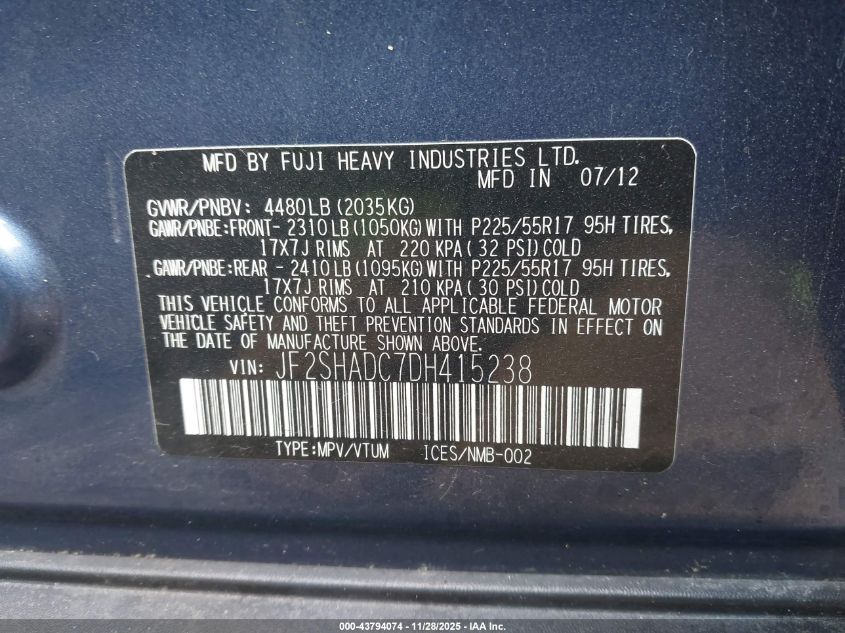 MFD BY FUJI HEAVY INDUSTRIES LTD.
MFD IN 07/12
GVWR/PNBV: 4480LB (2035KG)
GAWR/PNBE:FRONT- 2310 LB (1050KG) WITH P225/55R17 95H TIRES,
17X7J RIMS AT 220 KPA ( 32 PSI) COLD
GAWR/PNBE:REAR - 2410 LB (1095KG) WITH P225/55R17 95H TIRES,
17X7J RIMS AT 210 KPA ( 30 PSI) COLD
THIS VEHICLE CONFORMS TO ALL APPLICABLE FEDERAL MOTOR
VEHICLE SAFETY AND THEFT PREVENTION STANDARDS IN EFFECT ON
THE DATE OF MANUFACTURE SHOWN ABOVE.
VIN: JF2SHADC7DH415238
TYPE:MPV/VTUM ICES/NMB-002
000-43794074 | 11/28/2025 - IAA Inc.